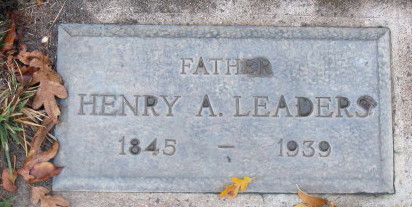 FATHER
HENRY A. LEADERS
1845 – 1939